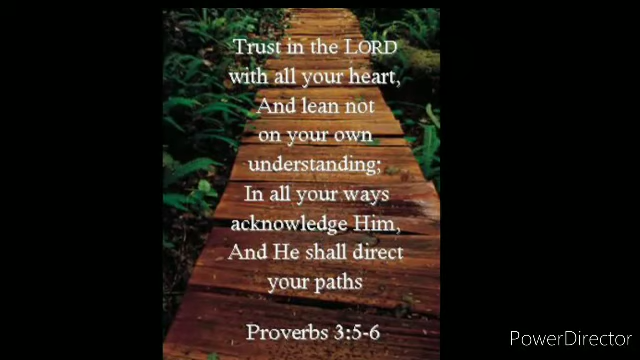 Trust in the LORD
with all your heart,
And lean not
on your own
understanding;
In all your ways
acknowledge Him,
And He shall direct
your paths
Proverbs 3:5-6
PowerDirector